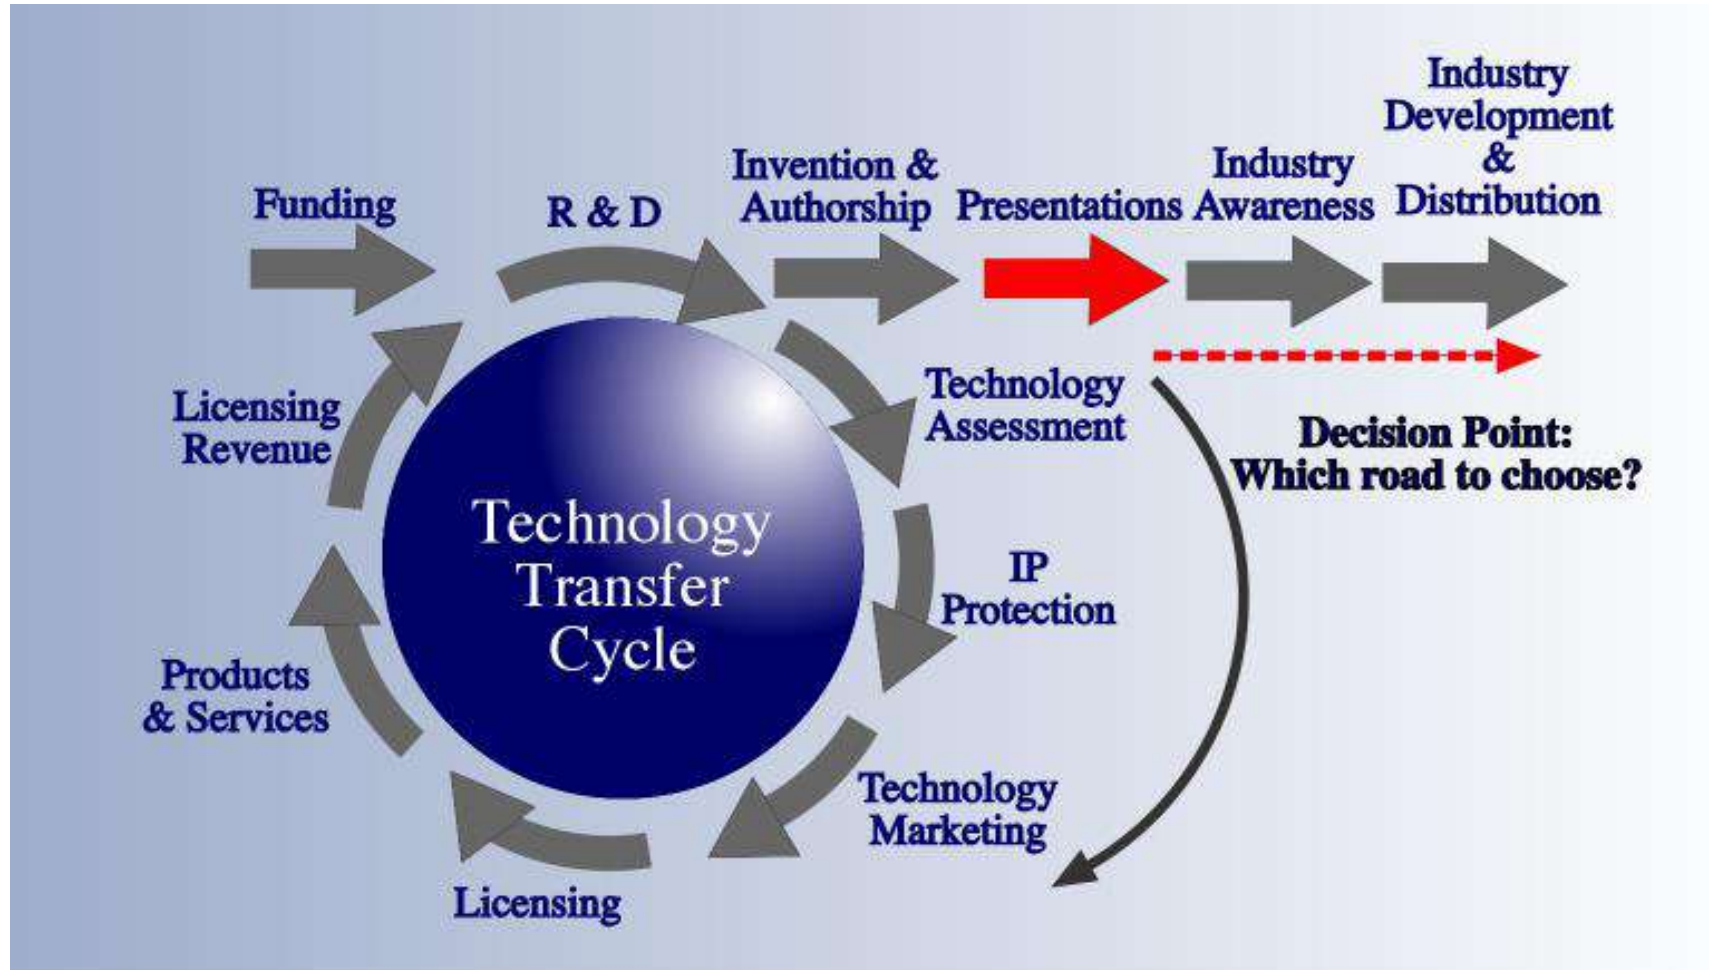 Funding
R & D
Invention &
Authorship
Presentations
Industry
Awareness
Industry
Development
&
Distribution
Technology
Assessment
Decision Point:
Which road to choose?
IP
Protection
Technology
Marketing
Licensing
Products
& Services
Licensing
Revenue
Technology
Transfer
Cycle